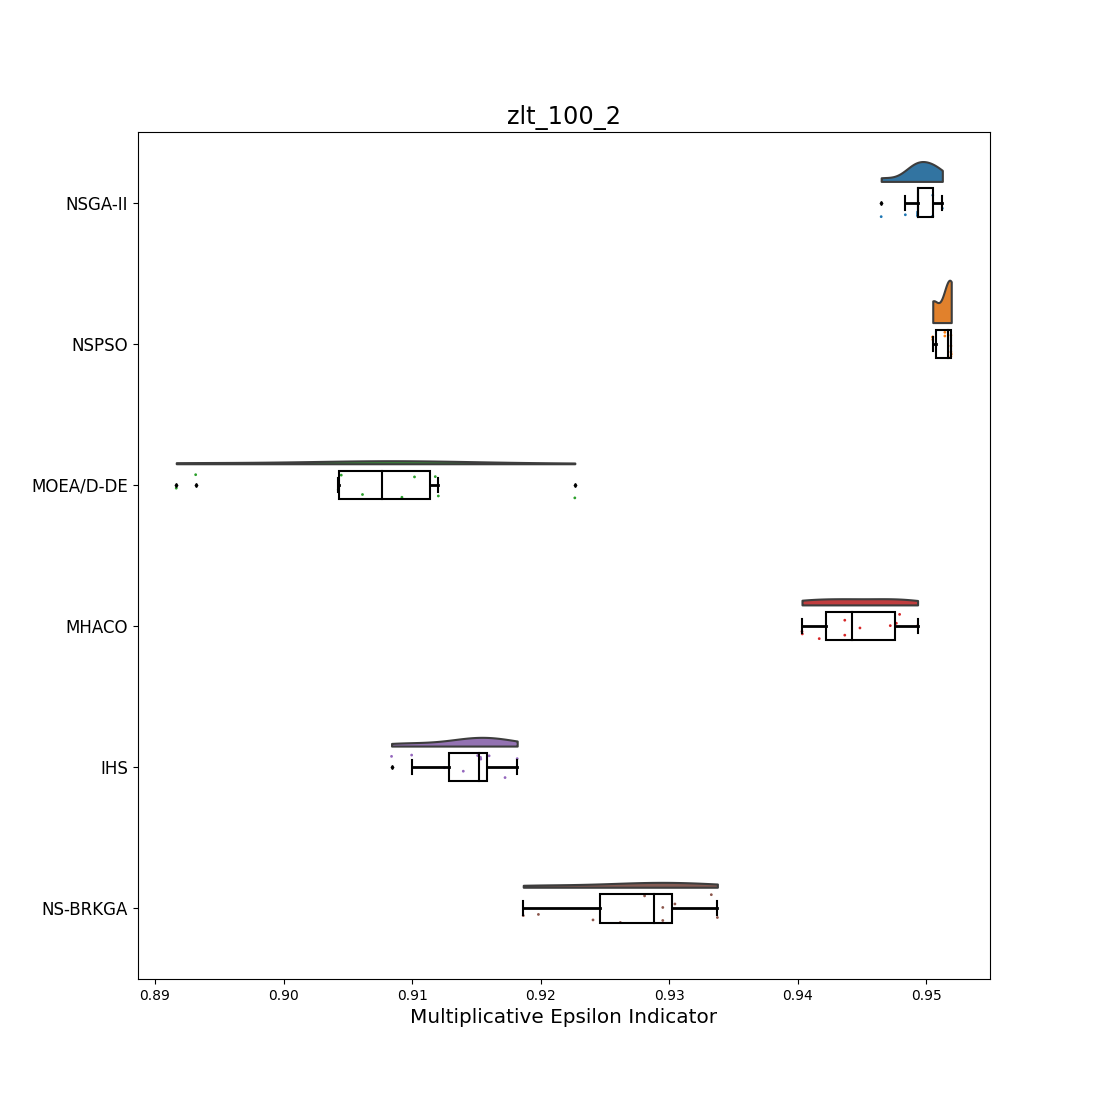 zlt_100_2
NSGA-II
NSPSO
MOEA/D-DE
MHACO
IHS
NS-BRKGA
0.89 0.90 0.91 0.92 0.93 0.94 0.95
Multiplicative Epsilon Indicator